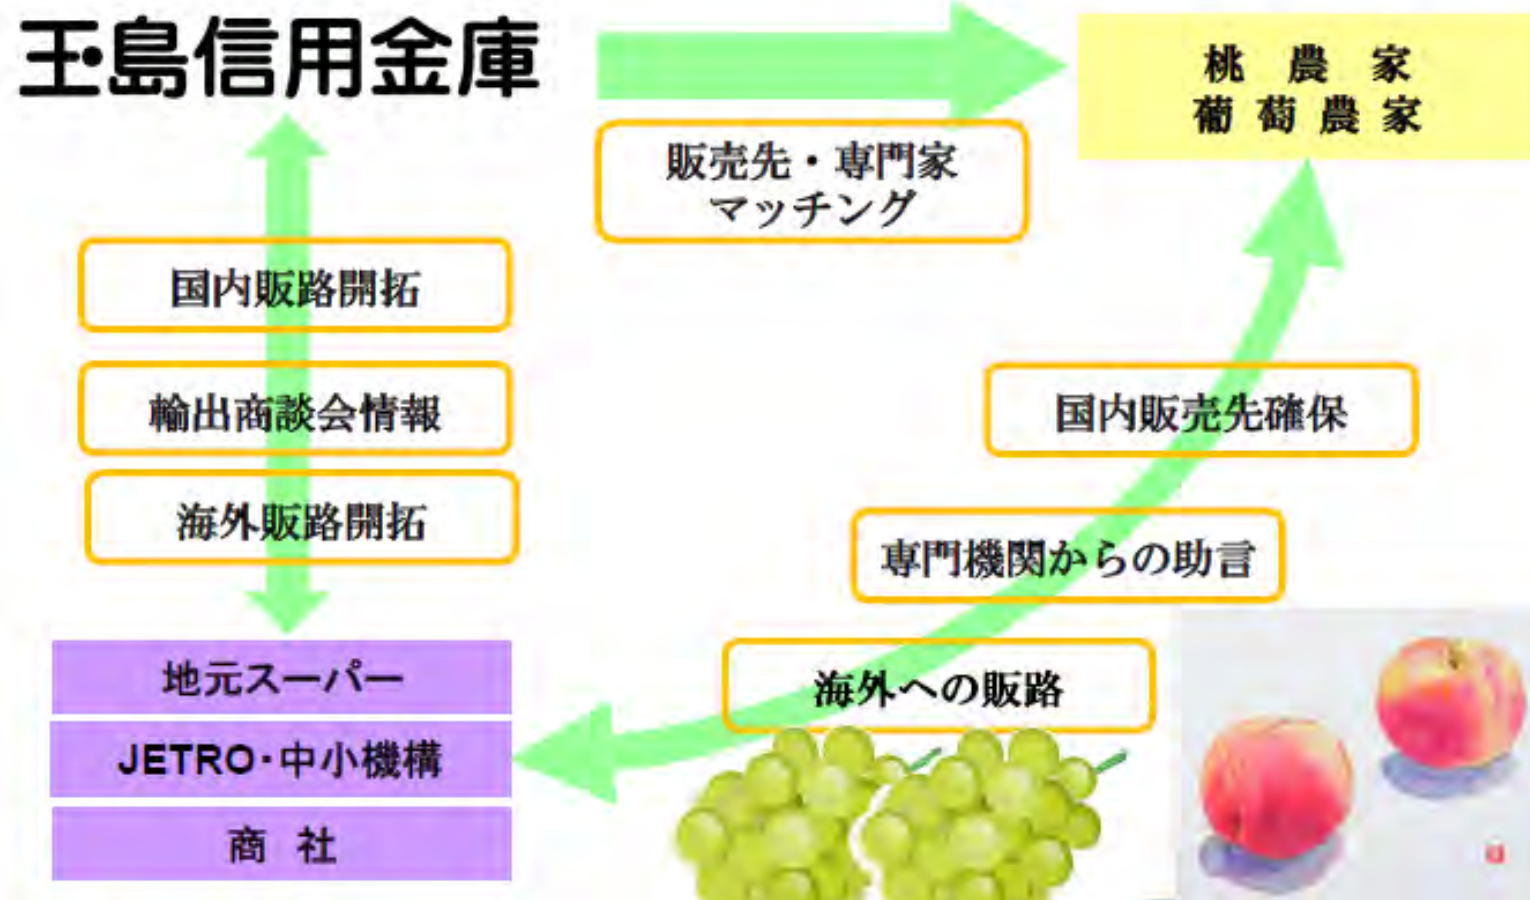 玉島信用金庫
桃 農 家
葡 萄 農 家
販売先・専門家
マッチング
国内販路開拓
輸出商談会情報
海外販路開拓
国内販売先確保
専門機関からの助言
海外への販路
地元スーパー
JETRO・中小機構
商 社